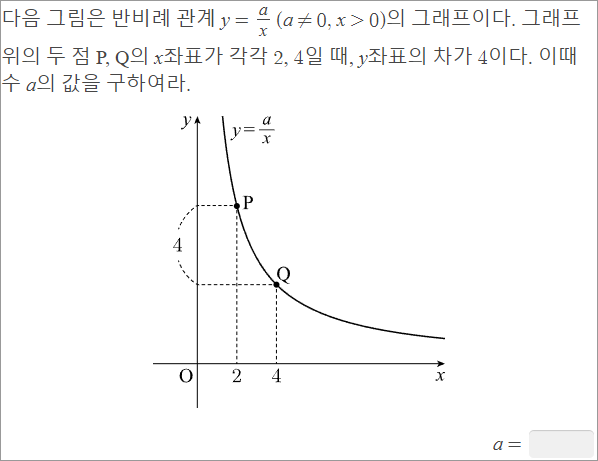 다음 그림은 반비례 관계 y = a/x (a ≠ 0, x > 0)의 그래프이다. 그래프
위의 두 점 P, Q의 x좌표가 각각 2, 4일 때, y좌표의 차가 4이다. 이때
수 a의 값을 구하여라.
y
y = a/x
P
4
Q
O 2 4 x
a =